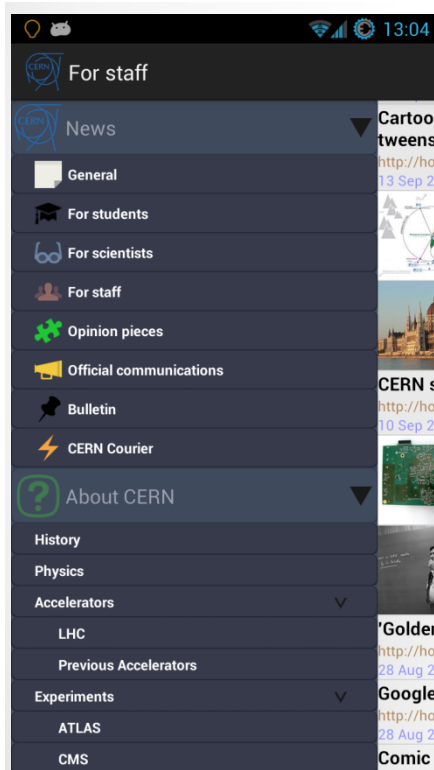 13:04
CERN
For staff
CERN
News
General
For students
For scientists
For staff
Opinion pieces
Official communications
Bulletin
CERN Courier
? About CERN
History
Physics
Accelerators
LHC
Previous Accelerators
Experiments
ATLAS
CMS
Cartoo
tweens
http://ho
13 Sep 2
CERN s
http://ho
10 Sep 2
'Golder
http://ho
28 Aug 2
Google
http://ho
28 Aug 2
Comic